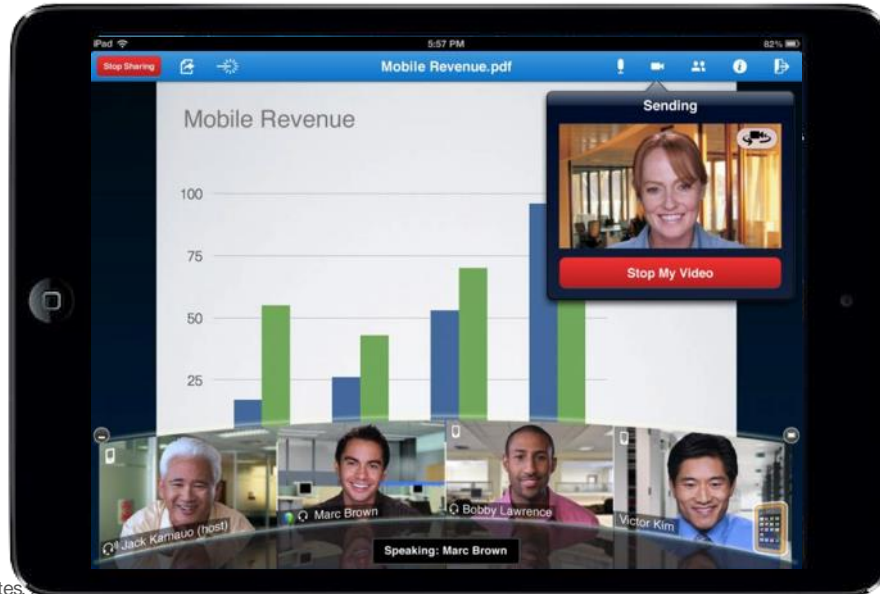 iPad
5:57 PM
82%
Stop Sharing
Mobile Revenue.pdf
Sending
Stop My Video
Mobile Revenue
100
75
50
25
Jack Kamauo (host)
Marc Brown
Bobby Lawrence
Victor Kim
Speaking: Marc Brown
tes.